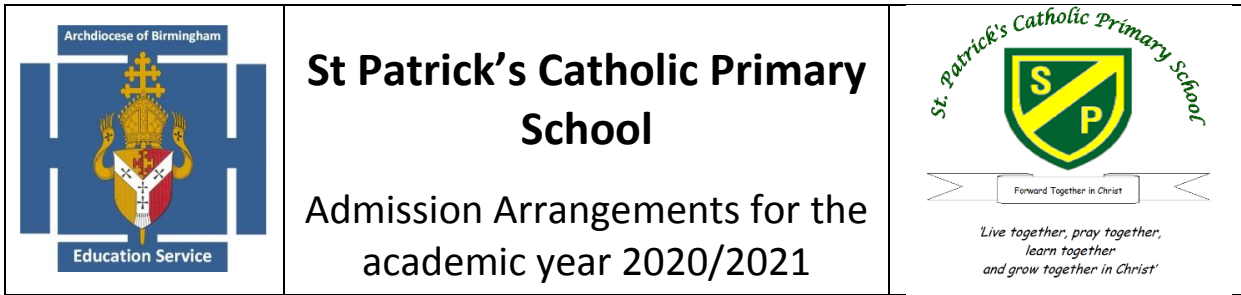 Archdiocese of Birmingham
Education Service
St Patrick’s Catholic Primary
School
Admission Arrangements for the
academic year 2020/2021
St. Patrick's Catholic Primary School
S
P
Forward Together in Christ
'Live together, pray together,
learn together
and grow together in Christ'